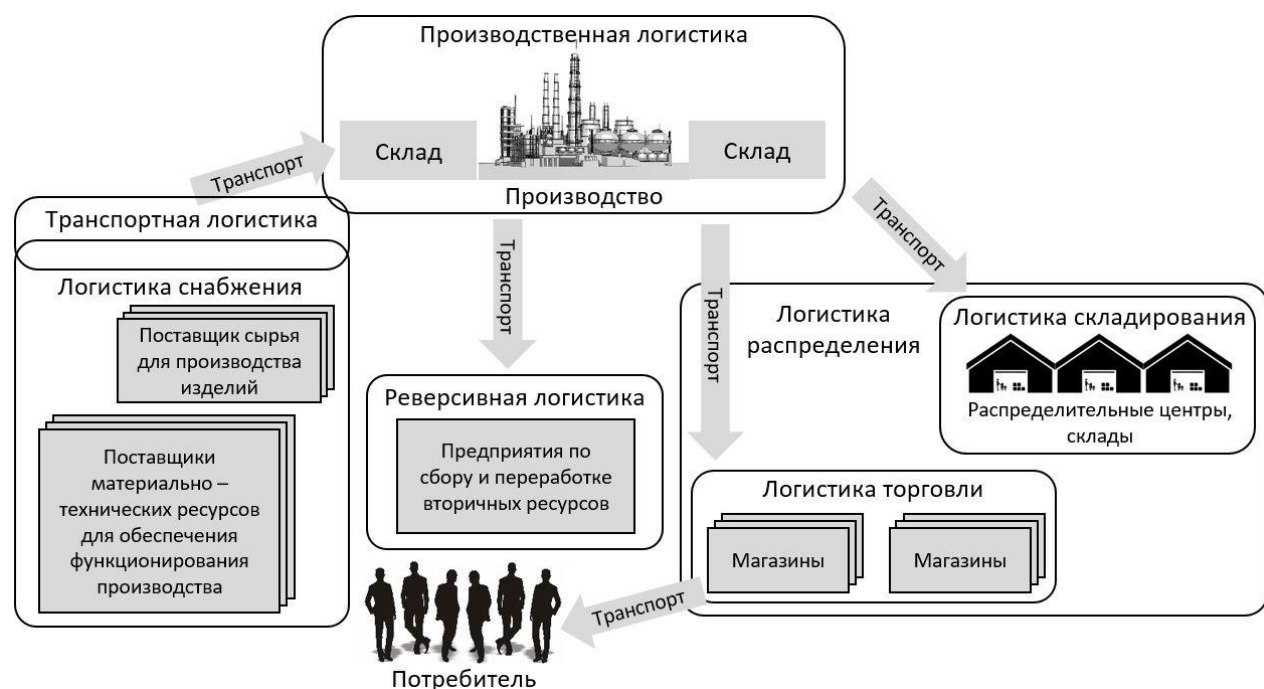 Производственная логистика
Склад
Склад
Производство
Транспорт
Транспортная логистика
Логистика снабжения
Поставщик сырья
для производства
изделий
Поставщики
материально –
технических ресурсов
для обеспечения
функционирования
производства
Транспорт
Транспорт
Транспорт
Реверсивная логистика
Предприятия по
сбору и переработке
вторичных ресурсов
Логистика
распределения
Логистика складирования
Распределительные центры,
склады
Логистика торговли
Магазины
Магазины
Транспорт
Потребитель